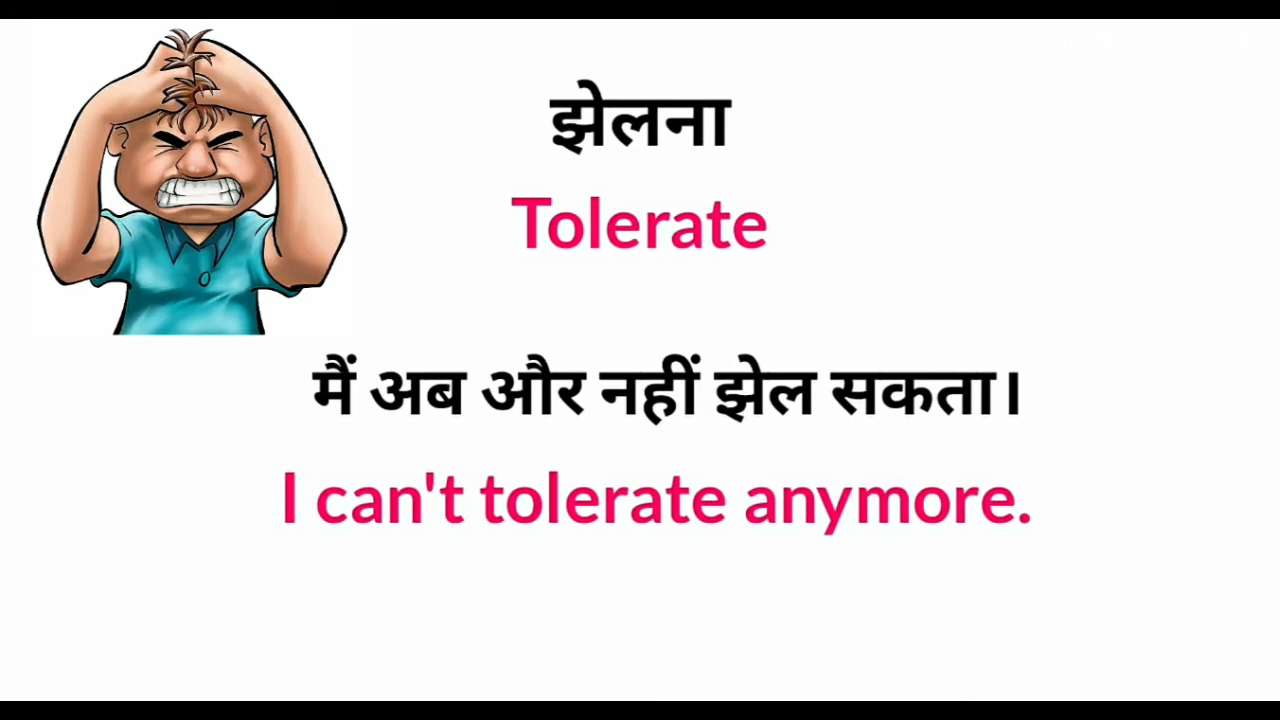 झेलना
Tolerate
मैं अब और नहीं झेल सकता।
I can't tolerate anymore.